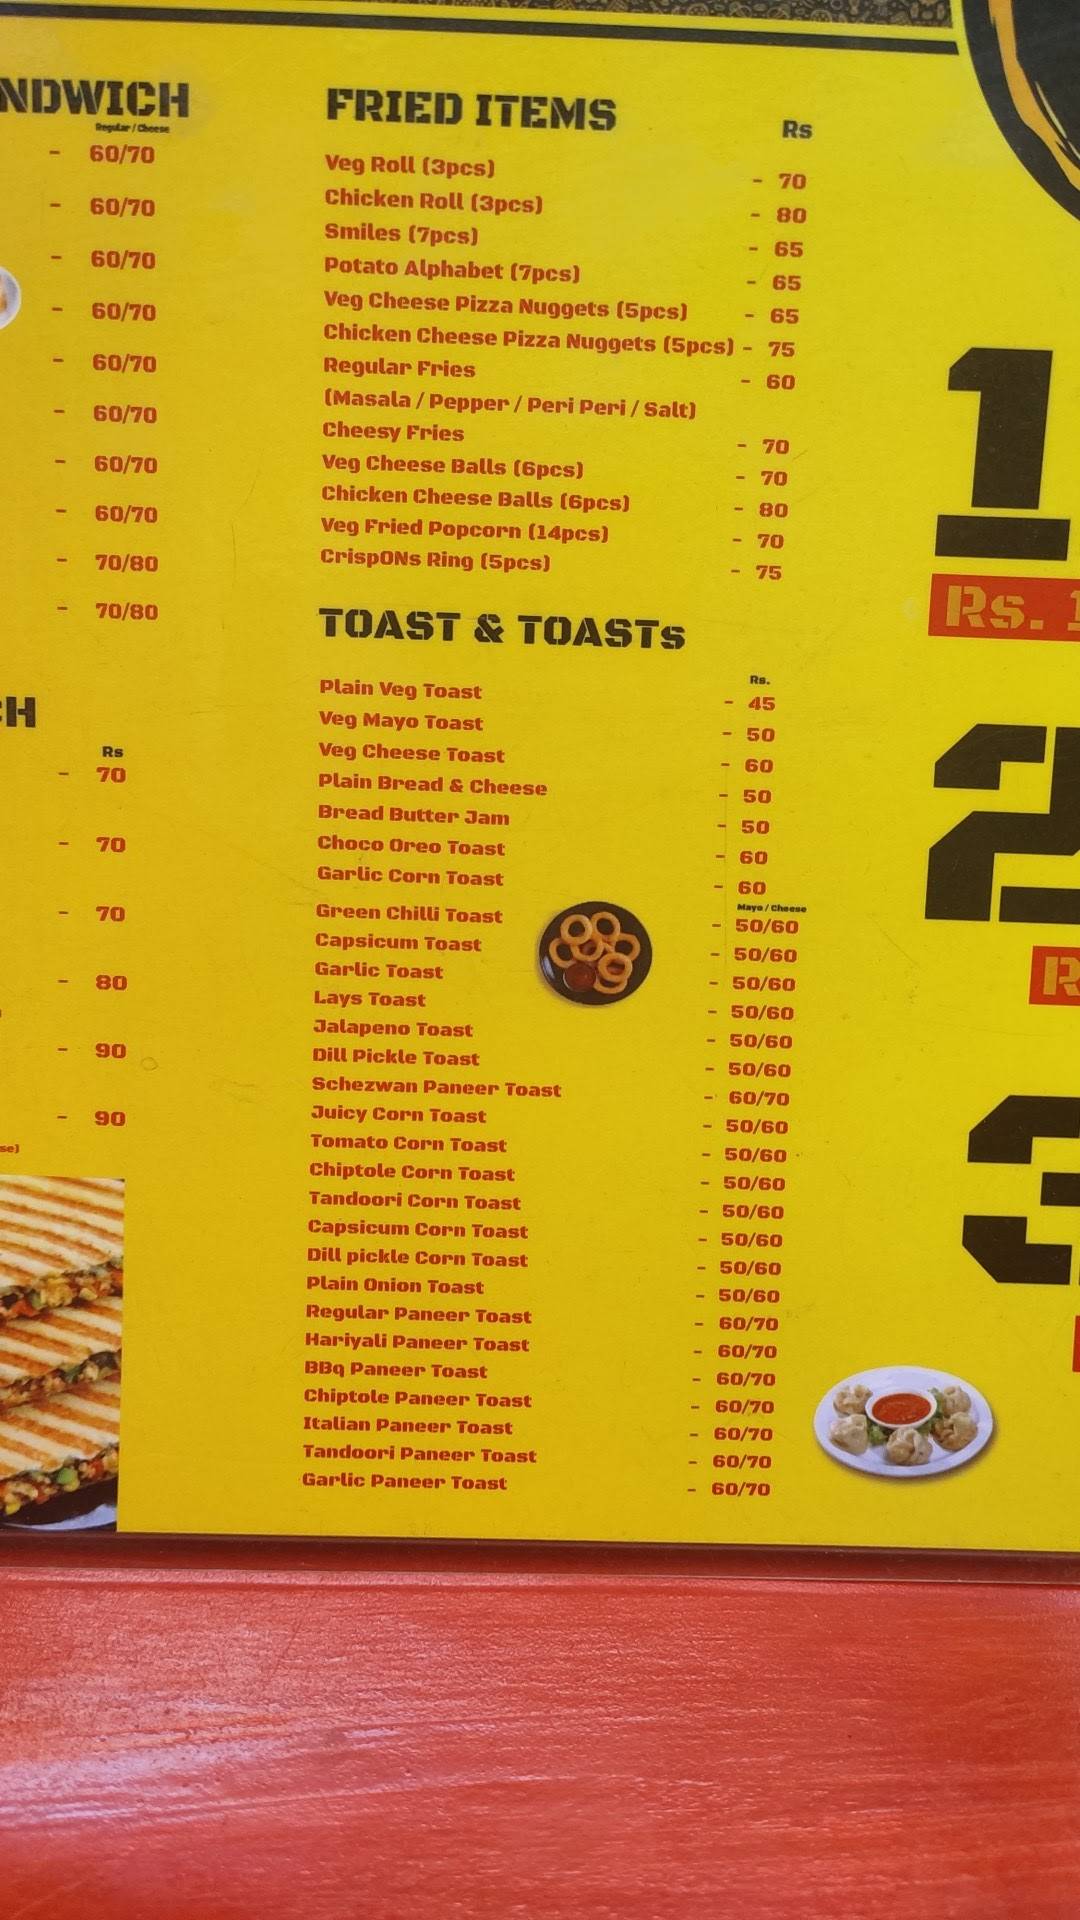 NDWICH
Regular / Cheese
- 60/70
- 60/70
- 60/70
- 60/70
- 60/70
- 60/70
- 60/70
- 60/70
- 70/80
- 70/80
CH
Rs
- 70
- 70
- 70
- 80
- 90
- 90
se)
FRIED ITEMS
Rs
Veg Roll (3pcs) - 70
Chicken Roll (3pcs) - 80
Smiles (7pcs) - 65
Potato Alphabet (7pcs) - 65
Veg Cheese Pizza Nuggets (5pcs) - 65
Chicken Cheese Pizza Nuggets (5pcs) - 75
Regular Fries - 60
(Masala / Pepper / Peri Peri / Salt)
Cheesy Fries - 70
Veg Cheese Balls (6pcs) - 70
Chicken Cheese Balls (6pcs) - 80
Veg Fried Popcorn (14pcs) - 70
CrispONs Ring (5pcs) - 75
TOAST & TOASTs
Rs.
Plain Veg Toast - 45
Veg Mayo Toast - 50
Veg Cheese Toast - 60
Plain Bread & Cheese - 50
Bread Butter Jam - 50
Choco Oreo Toast - 60
Garlic Corn Toast - 60
Mayo / Cheese
Green Chilli Toast - 50/60
Capsicum Toast - 50/60
Garlic Toast - 50/60
Lays Toast - 50/60
Jalapeno Toast - 50/60
Dill Pickle Toast - 50/60
Schezwan Paneer Toast - 60/70
Juicy Corn Toast - 50/60
Tomato Corn Toast - 50/60
Chiptole Corn Toast - 50/60
Tandoori Corn Toast - 50/60
Capsicum Corn Toast - 50/60
Dill pickle Corn Toast - 50/60
Plain Onion Toast - 50/60
Regular Paneer Toast - 60/70
Hariyali Paneer Toast - 60/70
BBq Paneer Toast - 60/70
Chiptole Paneer Toast - 60/70
Italian Paneer Toast - 60/70
Tandoori Paneer Toast - 60/70
Garlic Paneer Toast - 60/70
1
Rs. 1
2
R
3